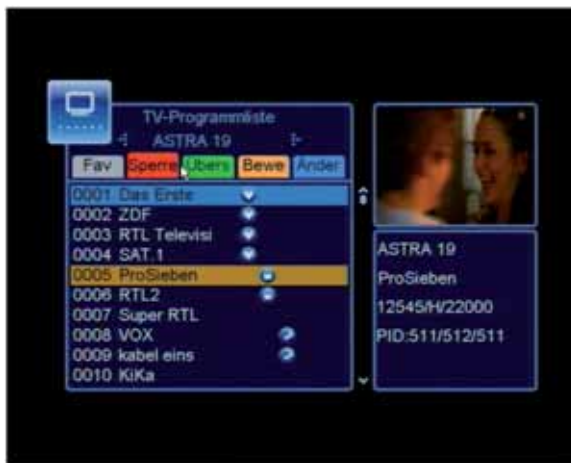 TV-Programmliste
ASTRA 19
Fav Sperre Übers Bewe Änder
0001 Das Erste
0002 ZDF
0003 RTL Televisi
0004 SAT.1
0005 ProSieben
0006 RTL2
0007 Super RTL
0008 VOX
0009 kabel eins
0010 KiKa
ASTRA 19
ProSieben
12545/H/22000
PID:511/512/511